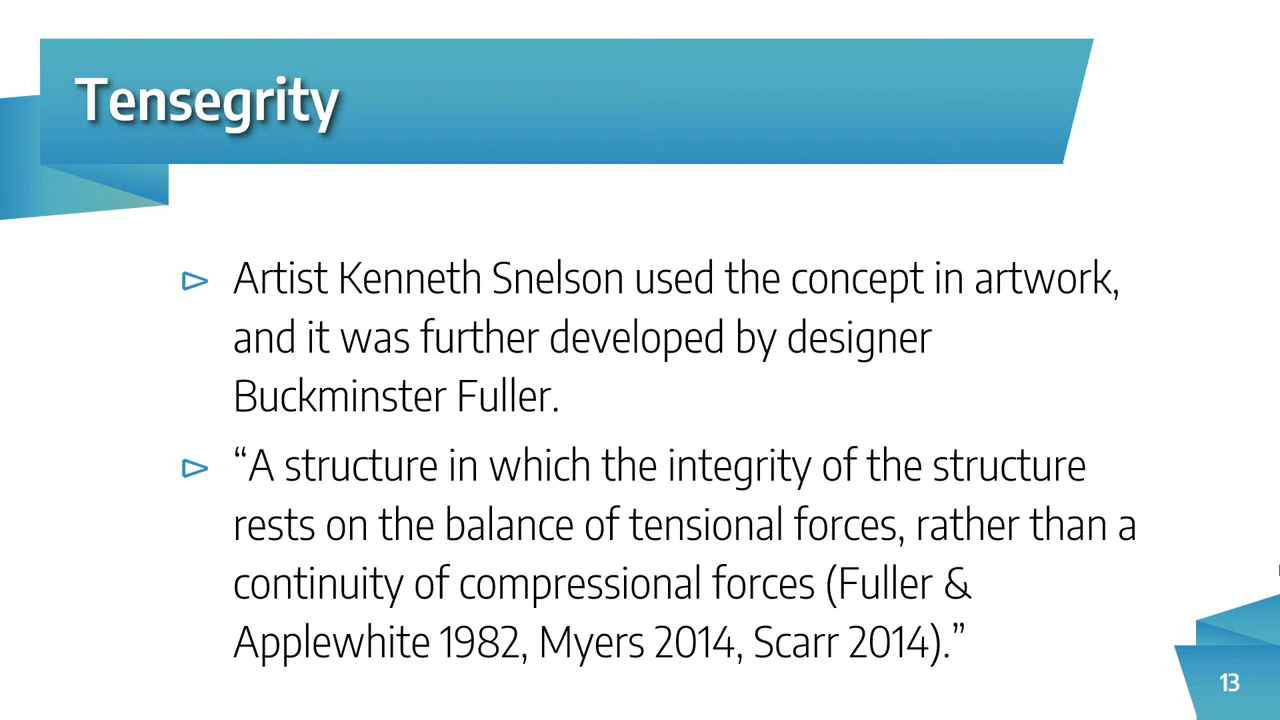 Tensegrity
▻ Artist Kenneth Snelson used the concept in artwork,
and it was further developed by designer
Buckminster Fuller.
▻ “A structure in which the integrity of the structure
rests on the balance of tensional forces, rather than a
continuity of compressional forces (Fuller &
Applewhite 1982, Myers 2014, Scarr 2014).”
13